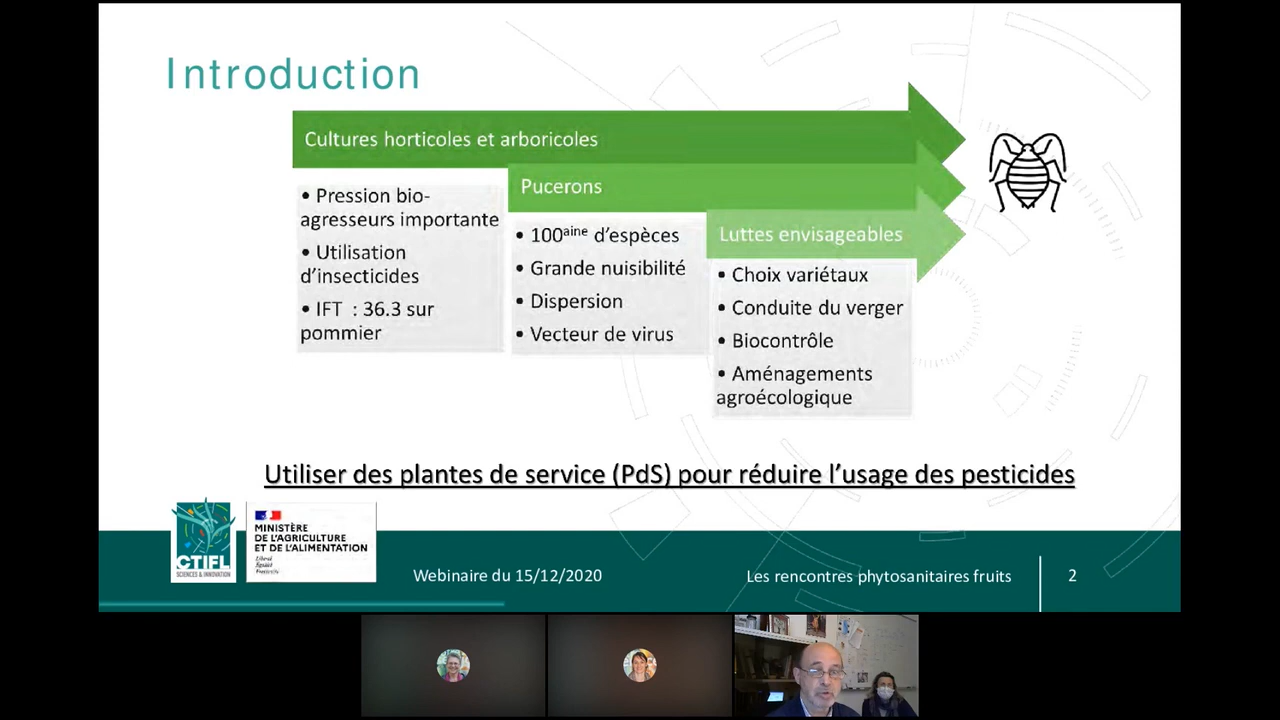 Introduction
Cultures horticoles et arboricoles
• Pression bio-
agresseurs importante
• Utilisation
d'insecticides
• IFT : 36.3 sur
pommier
Pucerons
• 100aine d'espèces
• Grande nuisibilité
• Dispersion
• Vecteur de virus
Luttes envisageables
• Choix variétaux
• Conduite du verger
• Biocontrôle
• Aménagements
agroécologique
Utiliser des plantes de service (PdS) pour réduire l'usage des pesticides
CTIFL
SCIENCES & INNOVATION
MINISTÈRE
DE L'AGRICULTURE
ET DE L'ALIMENTATION
Liberté
Égalité
Fraternité
Webinaire du 15/12/2020
Les rencontres phytosanitaires fruits
2